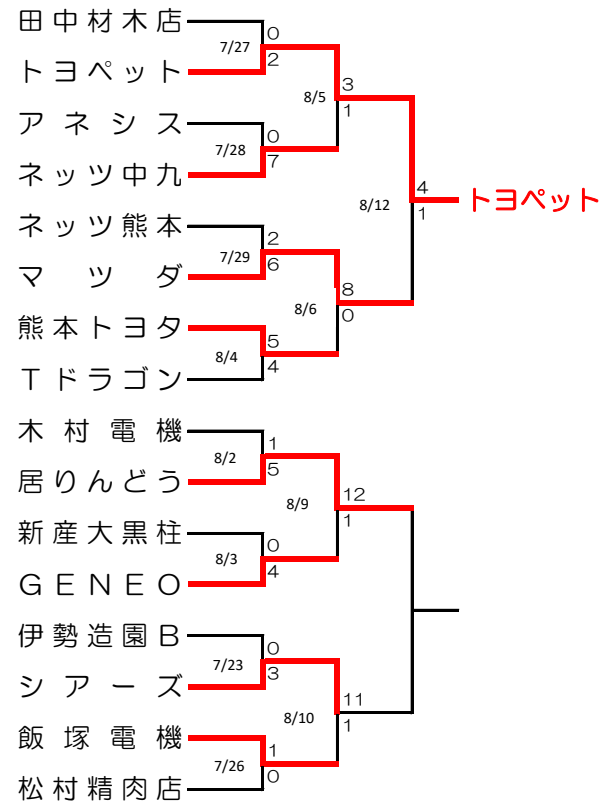 田中材木店
0
7/27
トヨペット
2
3
8/5
1
アネシス
0
7/28
ネッツ中九
7
4
トヨペット
8/12
1
ネッツ熊本
2
7/29
マツダ
6
8
8/6
0
熊本トヨタ
5
8/4
4
Tドラゴン
木村電機
1
8/2
居りんどう
5
12
8/9
1
新産大黒柱
0
8/3
GENEO
4
伊勢造園B
0
7/23
シアーズ
3
11
8/10
1
飯塚電機
1
7/26
0
松村精肉店